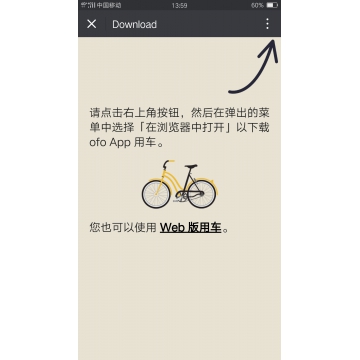 中国移动 13:59 60%
Download
请点击右上角按钮，然后在弹出的菜
单中选择「在浏览器中打开」以下载
ofo App 用车。
您也可以使用 Web 版用车。